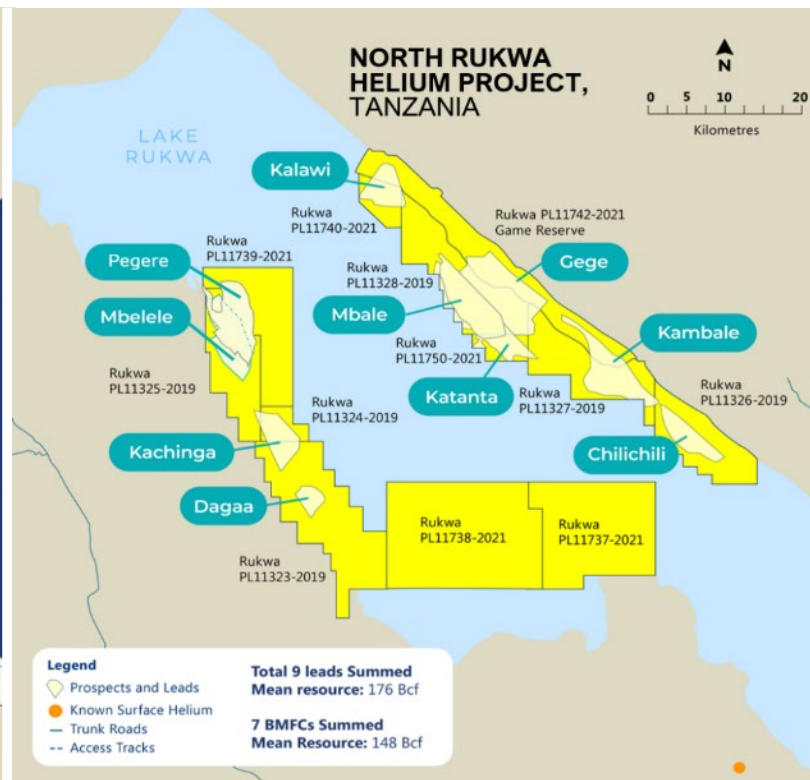 NORTH RUKWA
HELIUM PROJECT,
TANZANIA
N
0 5 10 20
Kilometres
LAKE
RUKWA
Kalawi
Rukwa
PL11740-2021
Rukwa PL11742-2021
Game Reserve
Gege
Rukwa
PL11739-2021
Pegere
Mbelele
Rukwa
PL11328-2019
Mbale
Kambale
Rukwa
PL11750-2021
Katanta
Rukwa
PL11325-2019
Rukwa
PL11324-2019
Rukwa
PL11327-2019
Rukwa
PL11326-2019
Kachinga
Chilichili
Dagaa
Rukwa
PL11738-2021
Rukwa
PL11737-2021
Rukwa
PL11323-2019
Legend
Prospects and Leads
Known Surface Helium
Trunk Roads
Access Tracks
Total 9 leads Summed
Mean resource: 176 Bcf
7 BMFCs Summed
Mean Resource: 148 Bcf